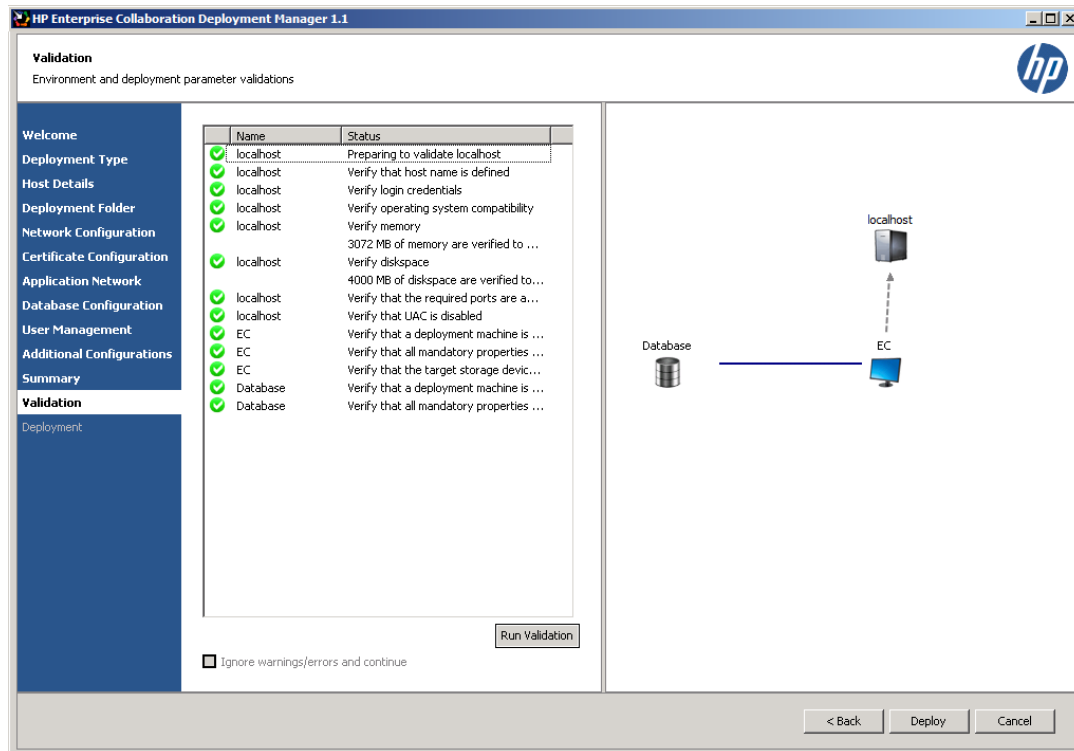 HP Enterprise Collaboration Deployment Manager 1.1
Validation
Environment and deployment parameter validations
hp
Welcome
Deployment Type
Host Details
Deployment Folder
Network Configuration
Certificate Configuration
Application Network
Database Configuration
User Management
Additional Configurations
Summary
Validation
Deployment
Name Status
localhost Preparing to validate localhost
localhost Verify that host name is defined
localhost Verify login credentials
localhost Verify operating system compatibility
localhost Verify memory
3072 MB of memory are verified to ...
localhost Verify diskspace
4000 MB of diskspace are verified to...
localhost Verify that the required ports are a...
localhost Verify that UAC is disabled
EC Verify that a deployment machine is ...
EC Verify that all mandatory properties ...
EC Verify that the target storage devic...
Database Verify that a deployment machine is ...
Database Verify that all mandatory properties ...
Run Validation
Ignore warnings/errors and continue
localhost
Database
EC
< Back Deploy Cancel